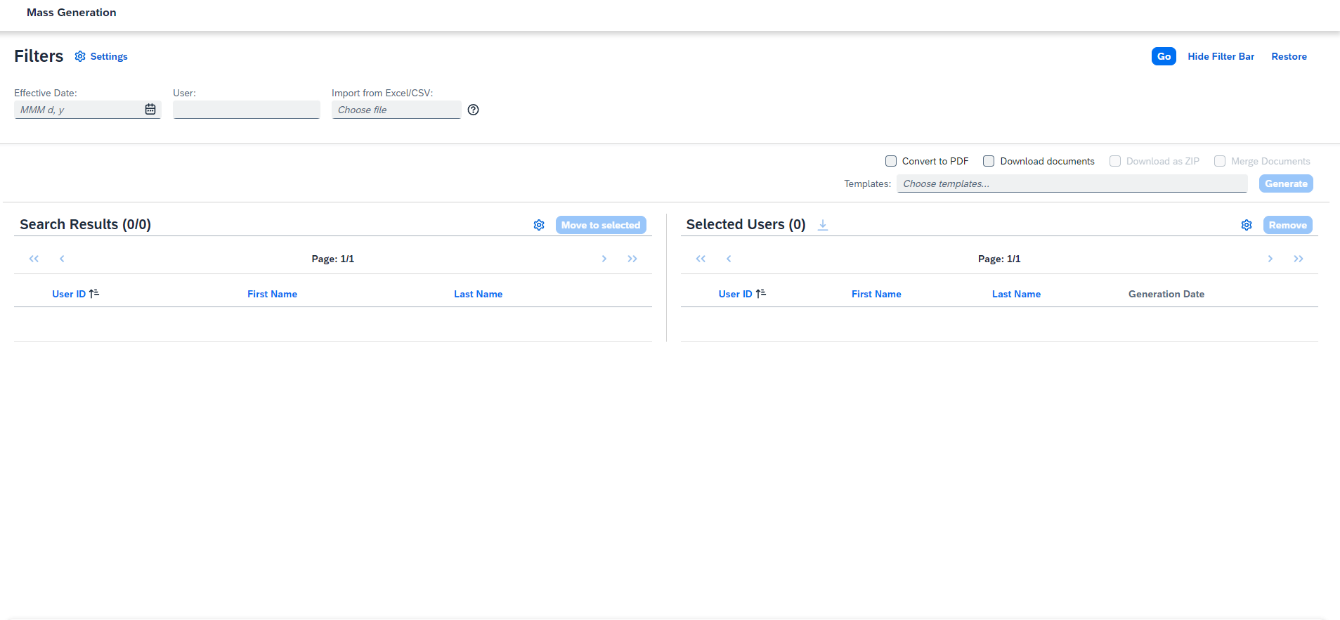 Mass Generation
Filters Settings Go Hide Filter Bar Restore
Effective Date: User: Import from Excel/CSV:
MMM d, y Choose file
Convert to PDF Download documents Download as ZIP Merge Documents
Templates: Choose templates... Generate
Search Results (0/0) Move to selected Selected Users (0) Remove
Page: 1/1 Page: 1/1
User ID First Name Last Name User ID First Name Last Name Generation Date